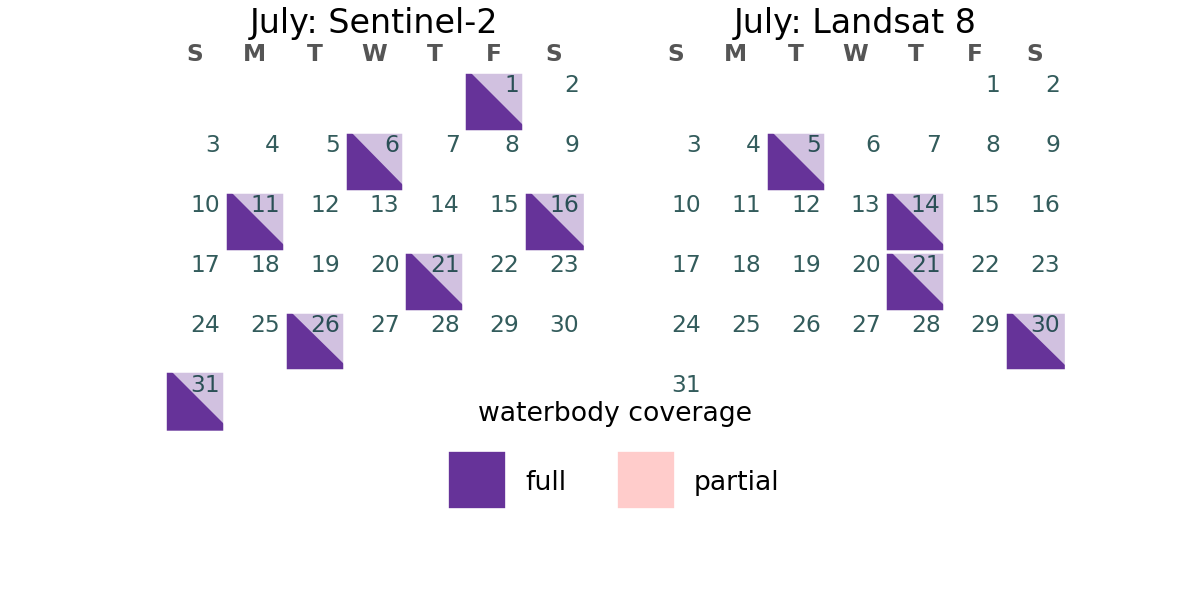 July: Sentinel-2
S M T W T F S
1 2
3 4 5 6 7 8 9
10 11 12 13 14 15 16
17 18 19 20 21 22 23
24 25 26 27 28 29 30
31
July: Landsat 8
S M T W T F S
1 2
3 4 5 6 7 8 9
10 11 12 13 14 15 16
17 18 19 20 21 22 23
24 25 26 27 28 29 30
31
waterbody coverage
full partial